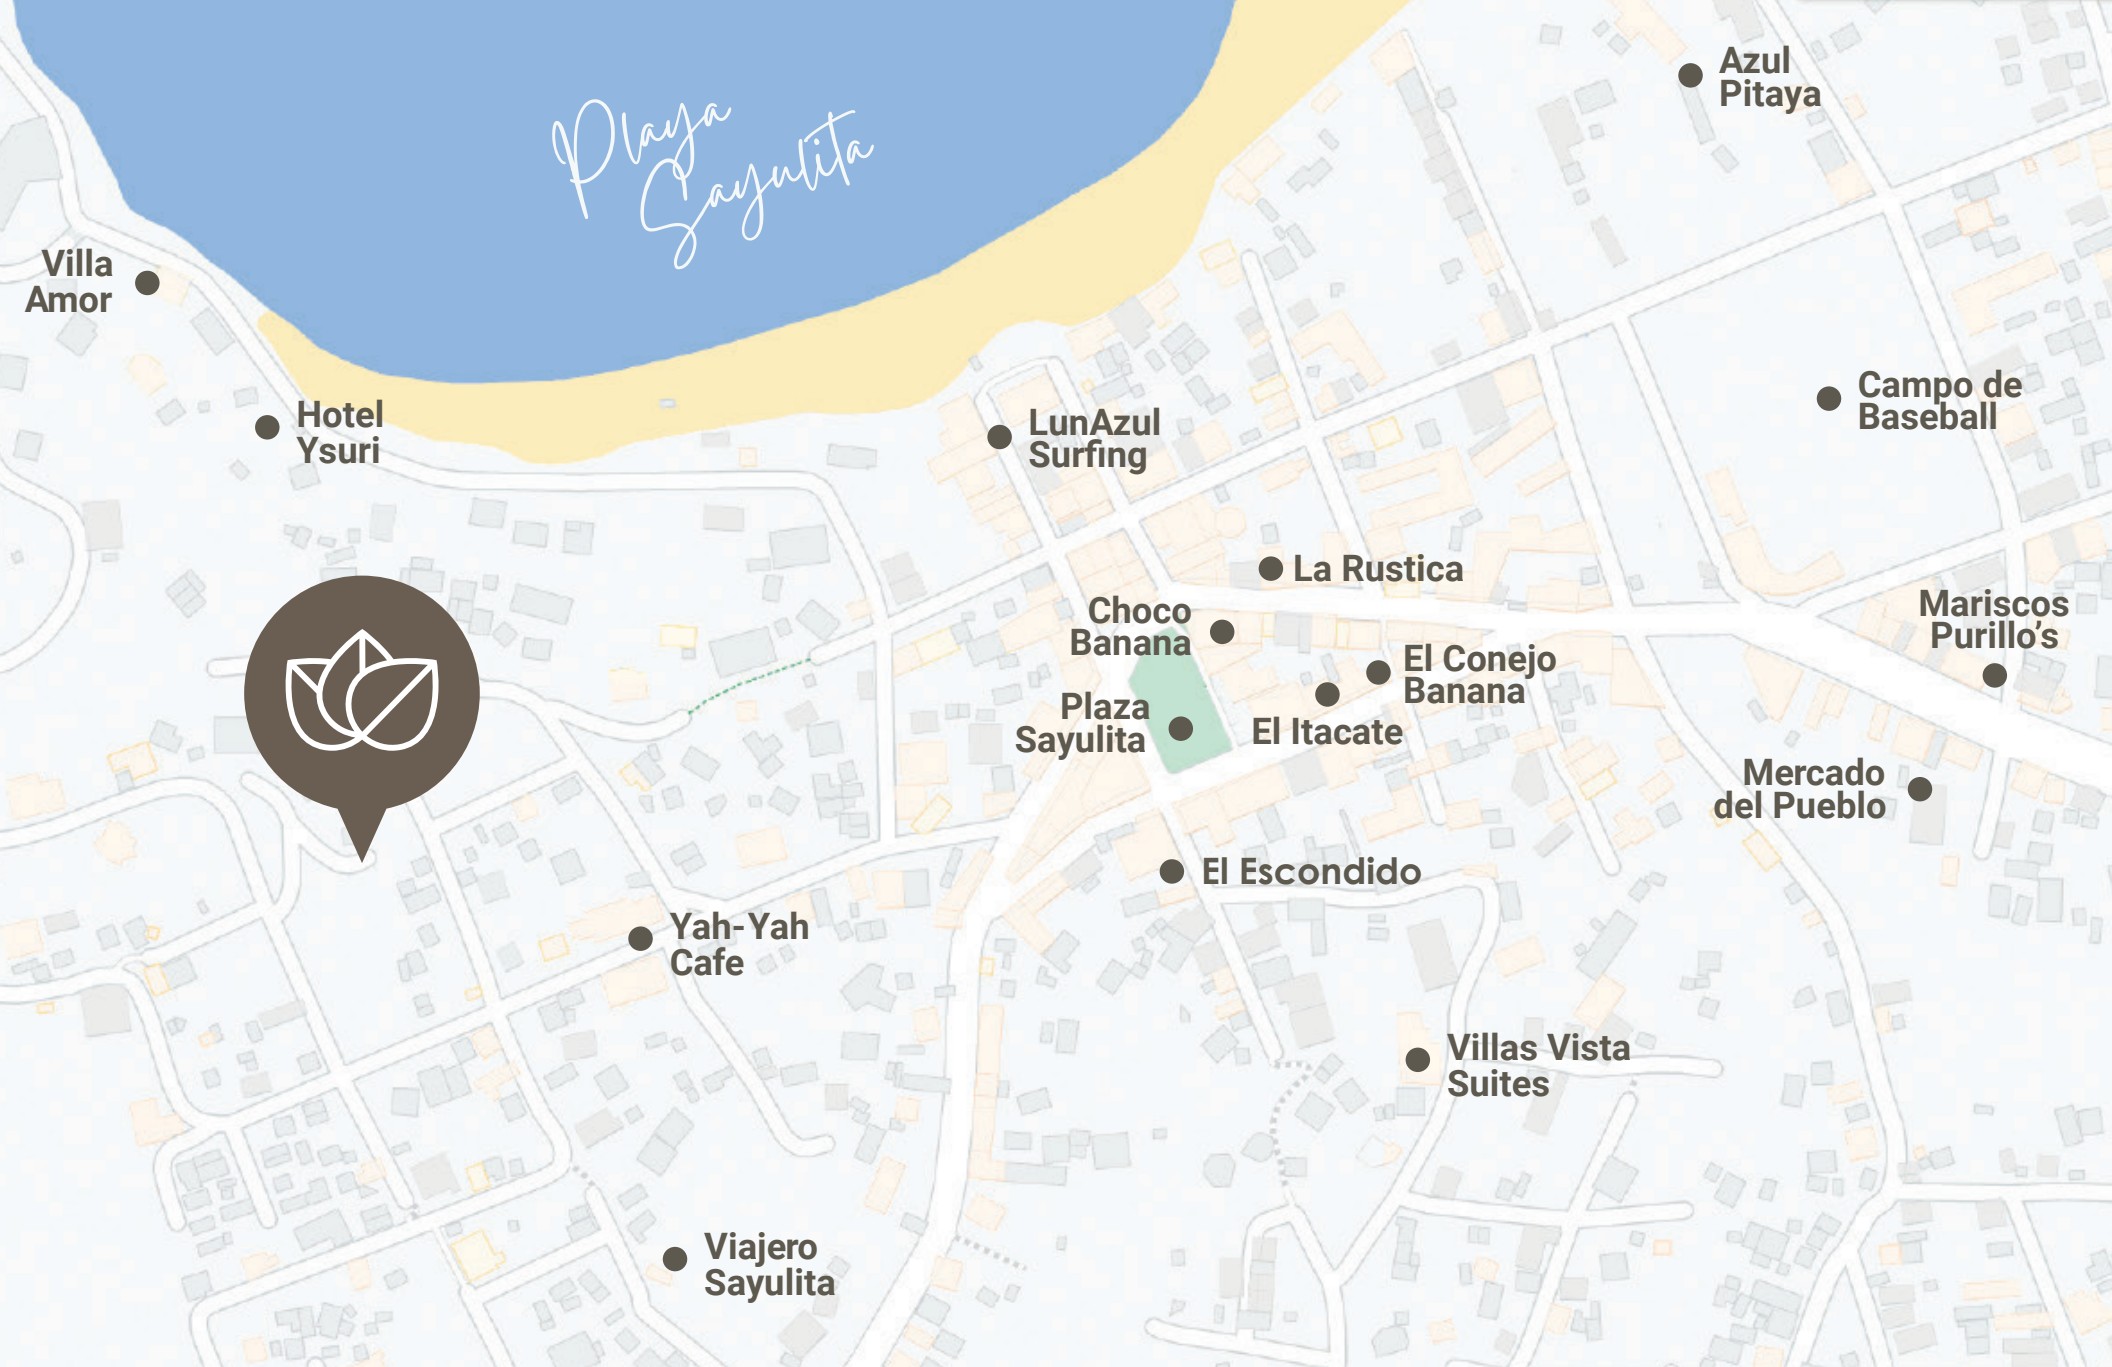 Azul
Pitaya
Playa
Sayulita
Villa
Amor
Hotel
Ysuri
LunAzul
Surfing
Campo de
Baseball
La Rustica
Choco
Banana
Mariscos
Purillo's
El Conejo
Banana
Plaza
Sayulita
El Itacate
Mercado
del Pueblo
El Escondido
Yah-Yah
Cafe
Villas Vista
Suites
Viajero
Sayulita